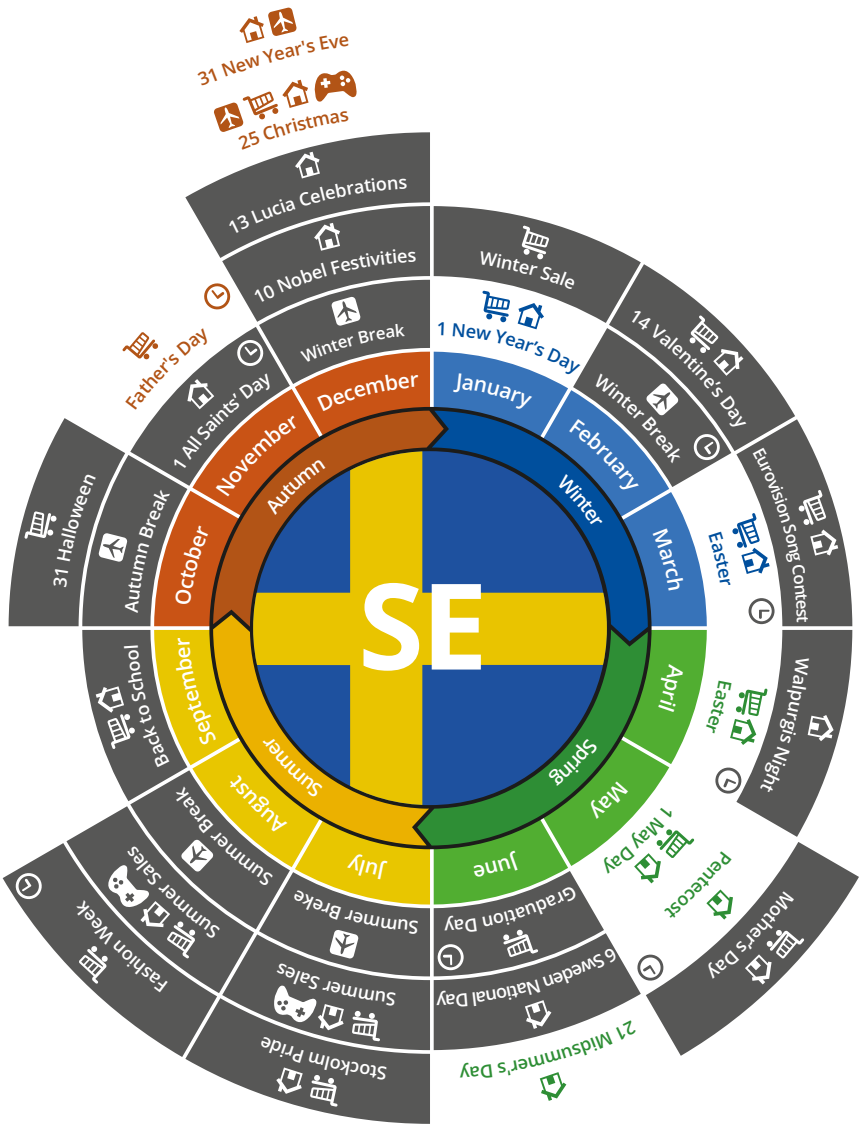 SE
Winter
Spring
Summer
Autumn
January
1 New Year's Day
Winter Sale
February
Winter Break
14 Valentine's Day
March
Easter
Eurovision Song Contest
April
Easter
Walpurgis Night
May
1 May Day
Pentecost
Mother's Day
June
Graduation Day
6 Sweden National Day
21 Midsummer's Day
July
Summer Breke
Summer Sales
Stockolm Pride
August
Summer Break
Summer Sales
Fashion Week
September
Back to School
October
Autumn Break
31 Halloween
November
1 All Saints' Day
Father's Day
December
Winter Break
10 Nobel Festivities
13 Lucia Celebrations
25 Christmas
31 New Year's Eve